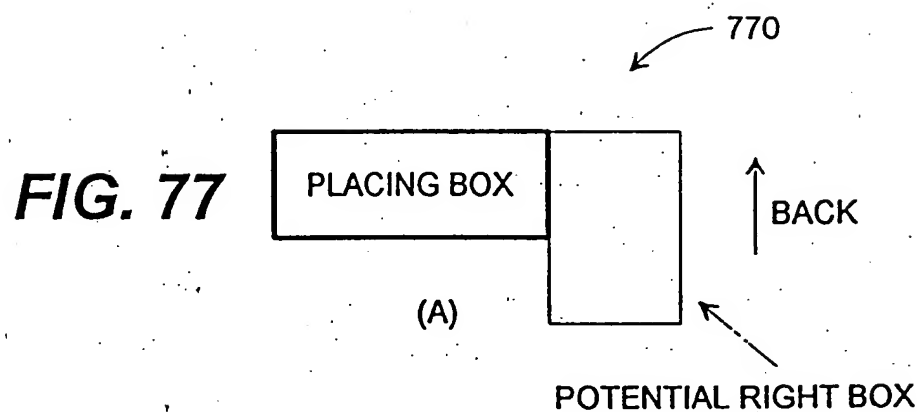 770
FIG. 77
PLACING BOX
BACK
(A)
POTENTIAL RIGHT BOX